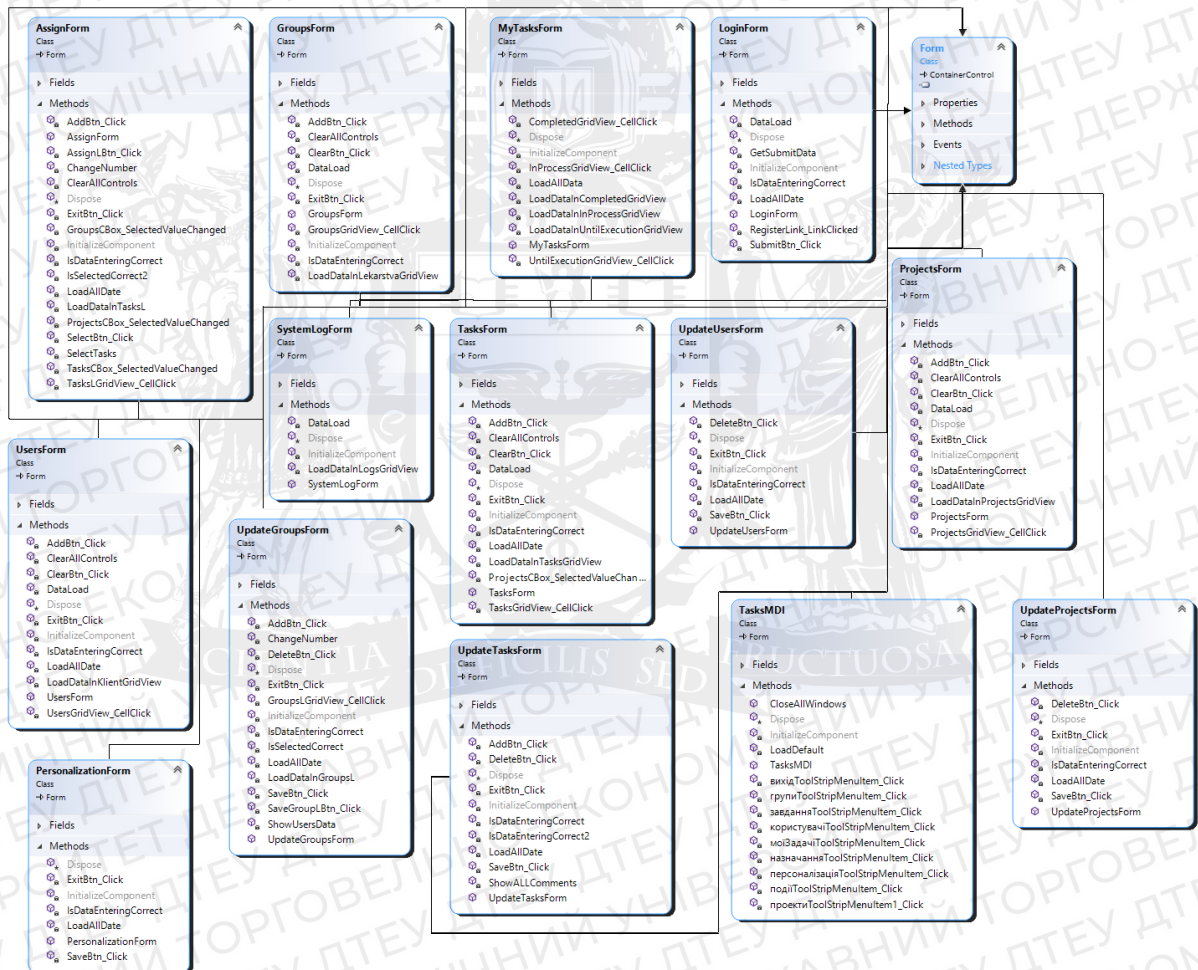 AssignForm
Class
Form
Fields
Methods
AddBtn_Click
AssignForm
AssignLBtn_Click
ChangeNumber
ClearAllControls
Dispose
ExitBtn_Click
GroupsCBox_SelectedValueChanged
InitializeComponent
IsDataEnteringCorrect
IsSelectedCorrect2
LoadAllDate
LoadDataInTasksL
ProjectsCBox_SelectedValueChanged
SelectBtn_Click
SelectTasks
TasksCBox_SelectedValueChanged
TasksLGridView_CellClick
GroupsForm
Class
Form
Fields
Methods
AddBtn_Click
ClearAllControls
ClearBtn_Click
DataLoad
Dispose
ExitBtn_Click
GroupsForm
GroupsGridView_CellClick
InitializeComponent
IsDataEnteringCorrect
LoadDataInLekarstvaGridView
MyTasksForm
Class
Form
Fields
Methods
CompletedGridView_CellClick
Dispose
InitializeComponent
InProcessGridView_CellClick
LoadAllData
LoadDataInCompletedGridView
LoadDataInInProcessGridView
LoadDataInUntilExecutionGridView
MyTasksForm
UntilExecutionGridView_CellClick
LoginForm
Class
Form
Fields
Methods
DataLoad
Dispose
GetSubmitData
InitializeComponent
IsDataEnteringCorrect
LoadAllDate
LoginForm
RegisterLink_LinkClicked
SubmitBtn_Click
Form
Class
ContainerControl
Properties
Methods
Events
Nested Types
ProjectsForm
Class
Form
Fields
Methods
AddBtn_Click
ClearAllControls
ClearBtn_Click
DataLoad
Dispose
ExitBtn_Click
InitializeComponent
IsDataEnteringCorrect
LoadAllDate
LoadDataInProjectsGridView
ProjectsForm
ProjectsGridView_CellClick
SystemLogForm
Class
Form
Fields
Methods
DataLoad
Dispose
InitializeComponent
LoadDataInLogsGridView
SystemLogForm
TasksForm
Class
Form
Fields
Methods
AddBtn_Click
ClearAllControls
ClearBtn_Click
DataLoad
Dispose
ExitBtn_Click
InitializeComponent
IsDataEnteringCorrect
LoadAllDate
LoadDataInTasksGridView
ProjectsCBox_SelectedValueChan...
TasksForm
TasksGridView_CellClick
UpdateUsersForm
Class
Form
Fields
Methods
DeleteBtn_Click
Dispose
ExitBtn_Click
InitializeComponent
IsDataEnteringCorrect
LoadAllDate
SaveBtn_Click
UpdateUsersForm
UsersForm
Class
Form
Fields
Methods
AddBtn_Click
ClearAllControls
ClearBtn_Click
DataLoad
Dispose
ExitBtn_Click
InitializeComponent
IsDataEnteringCorrect
LoadAllDate
LoadDataInKlientGridView
UsersForm
UsersGridView_CellClick
UpdateGroupsForm
Class
Form
Fields
Methods
AddBtn_Click
ChangeNumber
DeleteBtn_Click
Dispose
ExitBtn_Click
GroupsLGridView_CellClick
InitializeComponent
IsDataEnteringCorrect
IsSelectedCorrect
LoadAllDate
LoadDataInGroupsL
SaveBtn_Click
SaveGroupLBtn_Click
ShowUsersData
UpdateGroupsForm
UpdateTasksForm
Class
Form
Fields
Methods
AddBtn_Click
DeleteBtn_Click
Dispose
ExitBtn_Click
InitializeComponent
IsDataEnteringCorrect
IsDataEnteringCorrect2
LoadAllDate
SaveBtn_Click
ShowALLComments
UpdateTasksForm
TasksMDI
Class
Form
Fields
Methods
CloseAllWindows
Dispose
InitializeComponent
LoadDefault
TasksMDI
вихідToolStripMenuItem_Click
групиToolStripMenuItem_Click
завданняToolStripMenuItem_Click
користувачіToolStripMenuItem_Click
моїЗадачіToolStripMenuItem_Click
назначанняToolStripMenuItem_Click
персоналізаціяToolStripMenuItem_Click
подіїToolStripMenuItem_Click
проектиToolStripMenuItem1_Click
UpdateProjectsForm
Class
Form
Fields
Methods
DeleteBtn_Click
Dispose
ExitBtn_Click
InitializeComponent
IsDataEnteringCorrect
LoadAllDate
SaveBtn_Click
UpdateProjectsForm
PersonalizationForm
Class
Form
Fields
Methods
Dispose
ExitBtn_Click
InitializeComponent
IsDataEnteringCorrect
LoadAllDate
PersonalizationForm
SaveBtn_Click